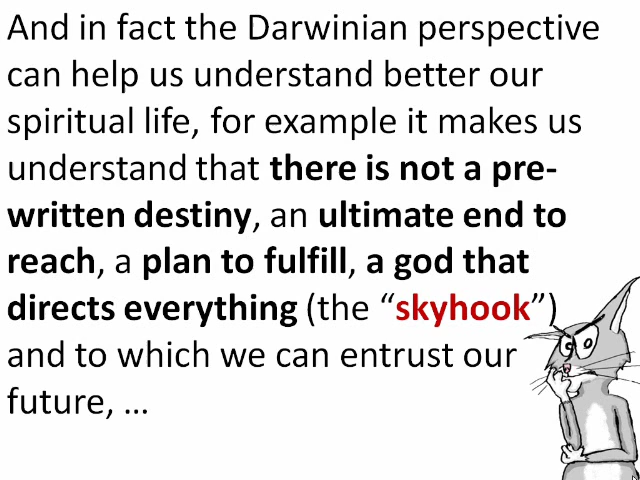 And in fact the Darwinian perspective
can help us understand better our
spiritual life, for example it makes us
understand that there is not a pre-
written destiny, an ultimate end to
reach, a plan to fulfill, a god that
directs everything (the “skyhook”)
and to which we can entrust our
future, …